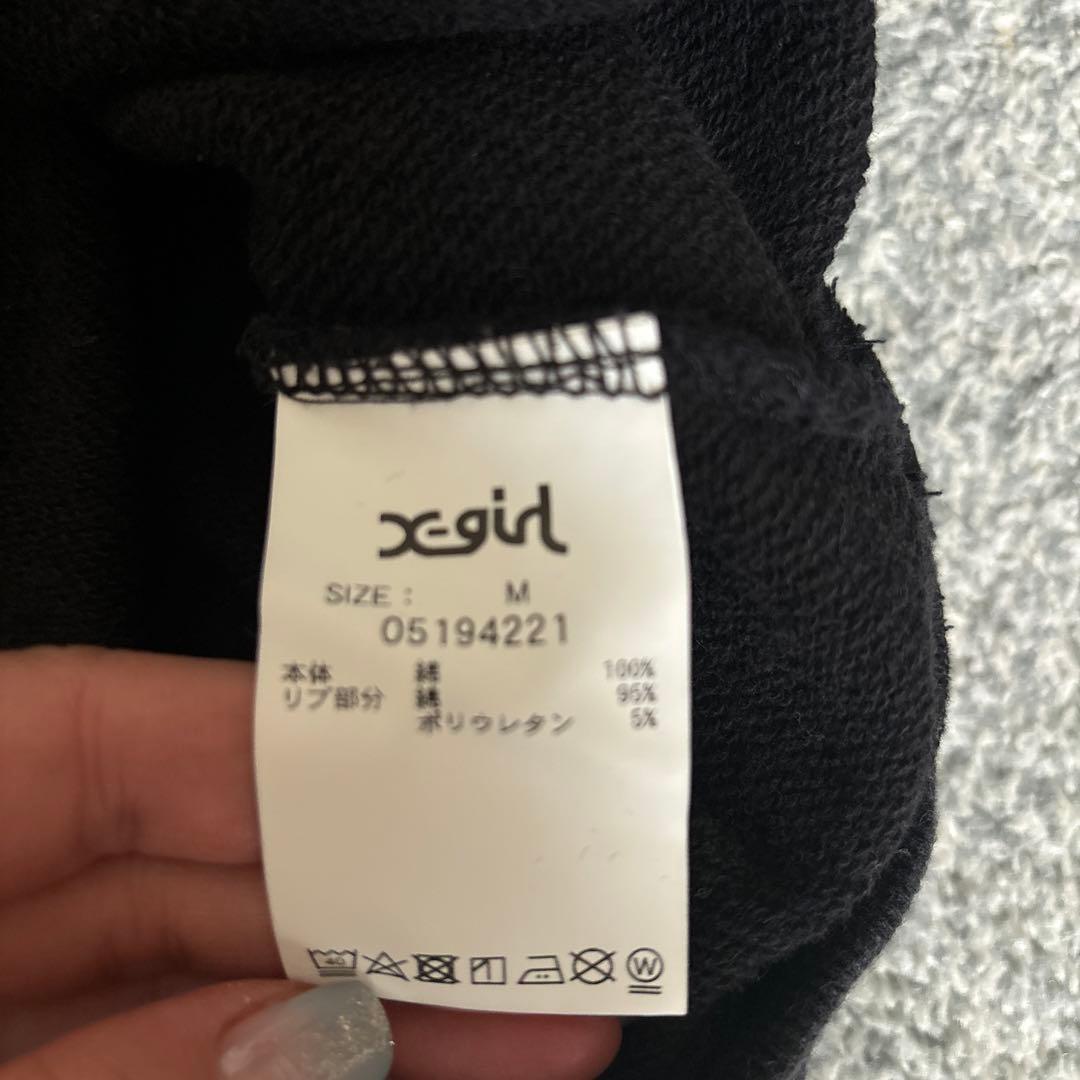 X-girl
SIZE : M
05194221
本体 綿 100%
リブ部分 綿 95%
ポリウレタン 5%
40
W